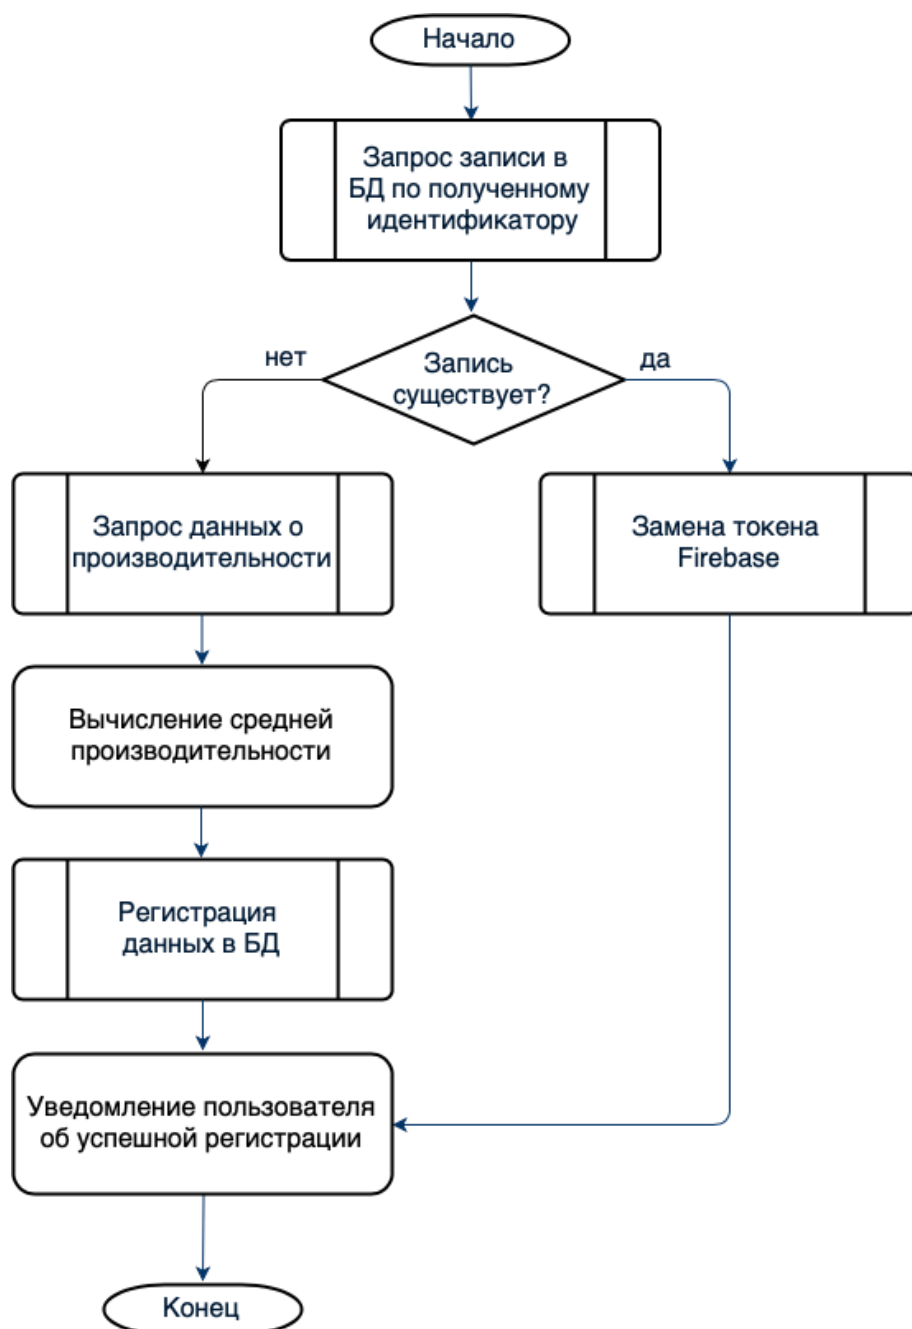 Начало
Запрос записи в
БД по полученному
идентификатору
нет
Запись
существует?
да
Запрос данных о
производительности
Замена токена
Firebase
Вычисление средней
производительности
Регистрация
данных в БД
Уведомление пользователя
об успешной регистрации
Конец